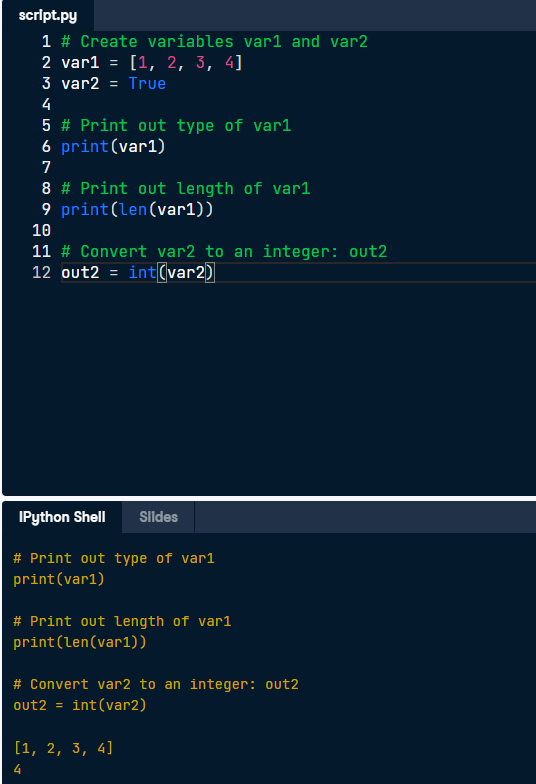 script.py
1 # Create variables var1 and var2
2 var1 = [1, 2, 3, 4]
3 var2 = True
4
5 # Print out type of var1
6 print(var1)
7
8 # Print out length of var1
9 print(len(var1))
10
11 # Convert var2 to an integer: out2
12 out2 = int(var2)
IPython Shell Slides
# Print out type of var1
print(var1)
# Print out length of var1
print(len(var1))
# Convert var2 to an integer: out2
out2 = int(var2)
[1, 2, 3, 4]
4